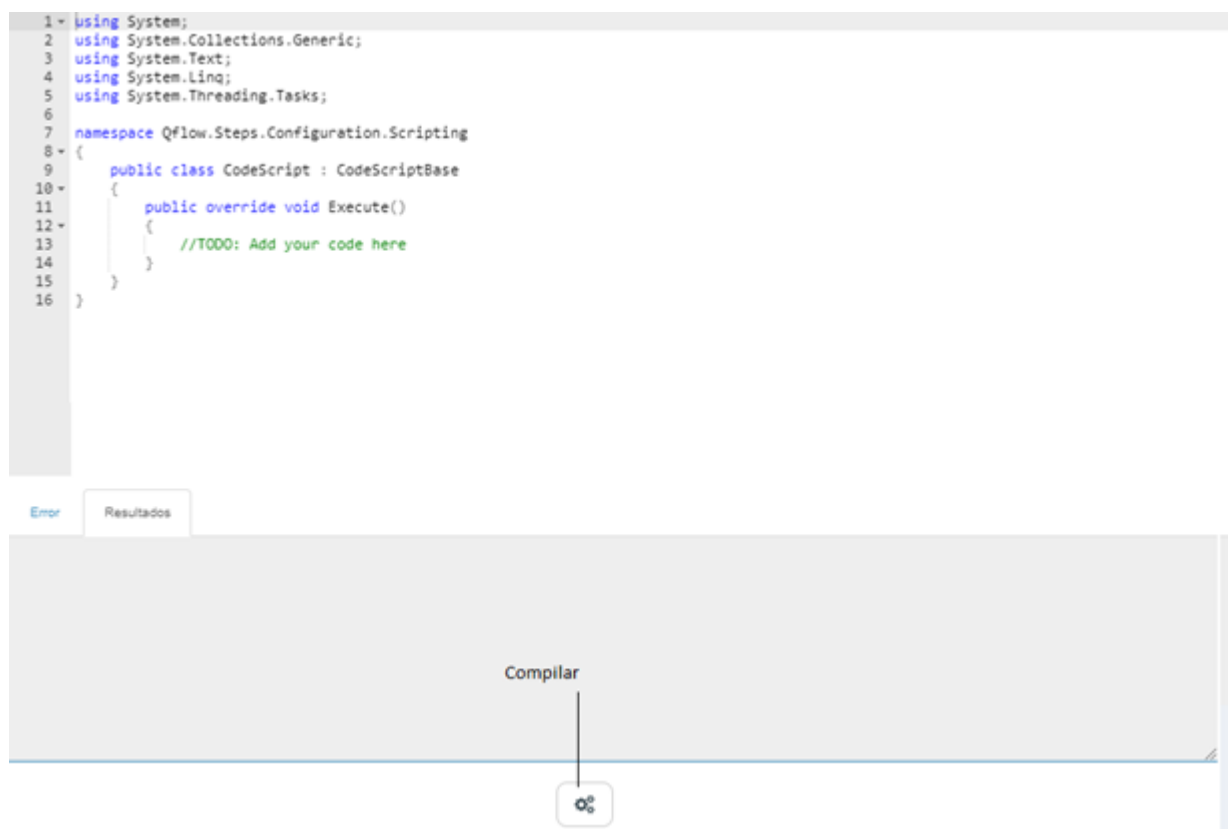 1 using System;
2 using System.Collections.Generic;
3 using System.Text;
4 using System.Linq;
5 using System.Threading.Tasks;
6
7 namespace Qflow.Steps.Configuration.Scripting
8 {
9     public class CodeScript : CodeScriptBase
10     {
11         public override void Execute()
12         {
13             //TODO: Add your code here
14         }
15     }
16 }
Error Resultados
Compilar